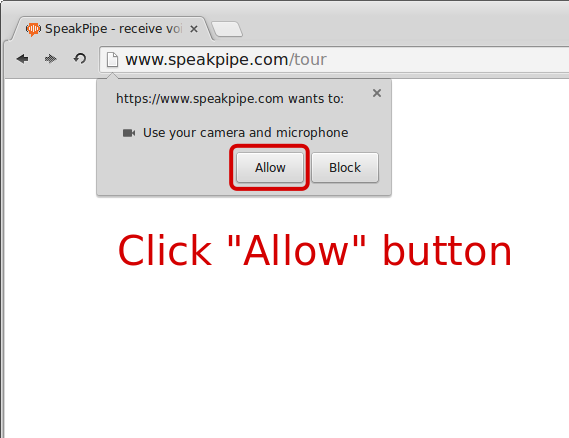 SpeakPipe - receive voi
www.speakpipe.com/tour
https://www.speakpipe.com wants to:
Use your camera and microphone
Allow
Block
Click "Allow" button